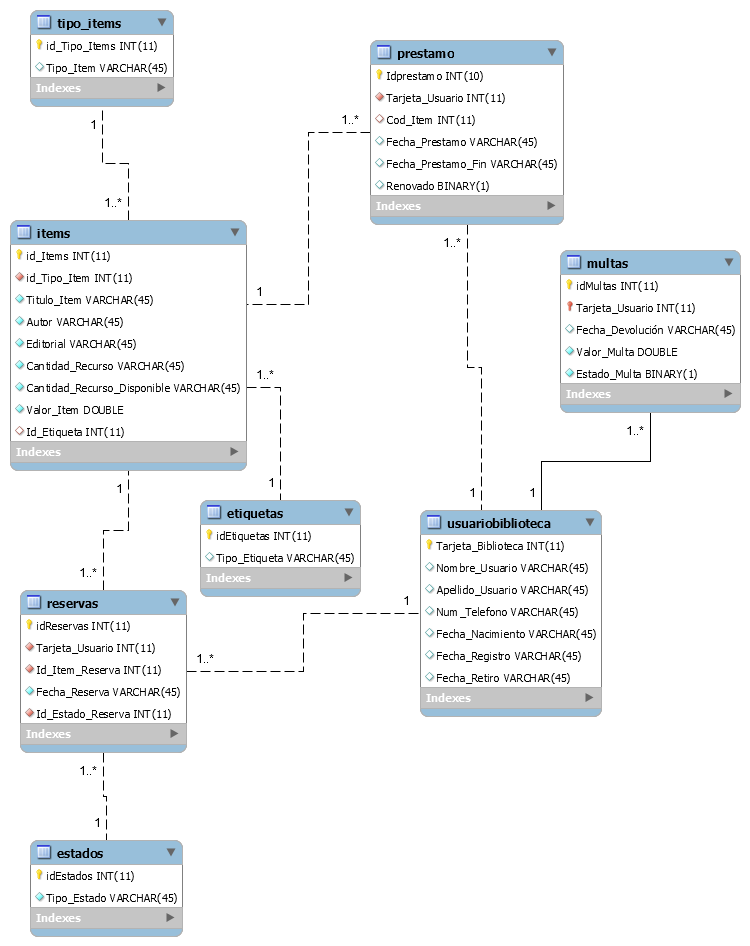 tipo_items
id_Tipo_Items INT(11)
Tipo_Item VARCHAR(45)
Indexes
1
1..*
prestamo
Idprestamo INT(10)
Tarjeta_Usuario INT(11)
Cod_Item INT(11)
Fecha_Prestamo VARCHAR(45)
Fecha_Prestamo_Fin VARCHAR(45)
Renovado BINARY(1)
Indexes
1..*
1..*
items
id_Items INT(11)
id_Tipo_Item INT(11)
Titulo_Item VARCHAR(45)
Autor VARCHAR(45)
Editorial VARCHAR(45)
Cantidad_Recurso VARCHAR(45)
Cantidad_Recurso_Disponible VARCHAR(45)
Valor_Item DOUBLE
Id_Etiqueta INT(11)
Indexes
1
1..*
1
multas
idMultas INT(11)
Tarjeta_Usuario INT(11)
Fecha_Devolución VARCHAR(45)
Valor_Multa DOUBLE
Estado_Multa BINARY(1)
Indexes
1..*
1
etiquetas
idEtiquetas INT(11)
Tipo_Etiqueta VARCHAR(45)
Indexes
1
1
usuariobiblioteca
Tarjeta_Biblioteca INT(11)
Nombre_Usuario VARCHAR(45)
Apellido_Usuario VARCHAR(45)
Num_Telefono VARCHAR(45)
Fecha_Nacimiento VARCHAR(45)
Fecha_Registro VARCHAR(45)
Fecha_Retiro VARCHAR(45)
Indexes
1
1..*
reservas
idReservas INT(11)
Tarjeta_Usuario INT(11)
Id_Item_Reserva INT(11)
Fecha_Reserva VARCHAR(45)
Id_Estado_Reserva INT(11)
Indexes
1..*
1..*
1
estados
idEstados INT(11)
Tipo_Estado VARCHAR(45)
Indexes